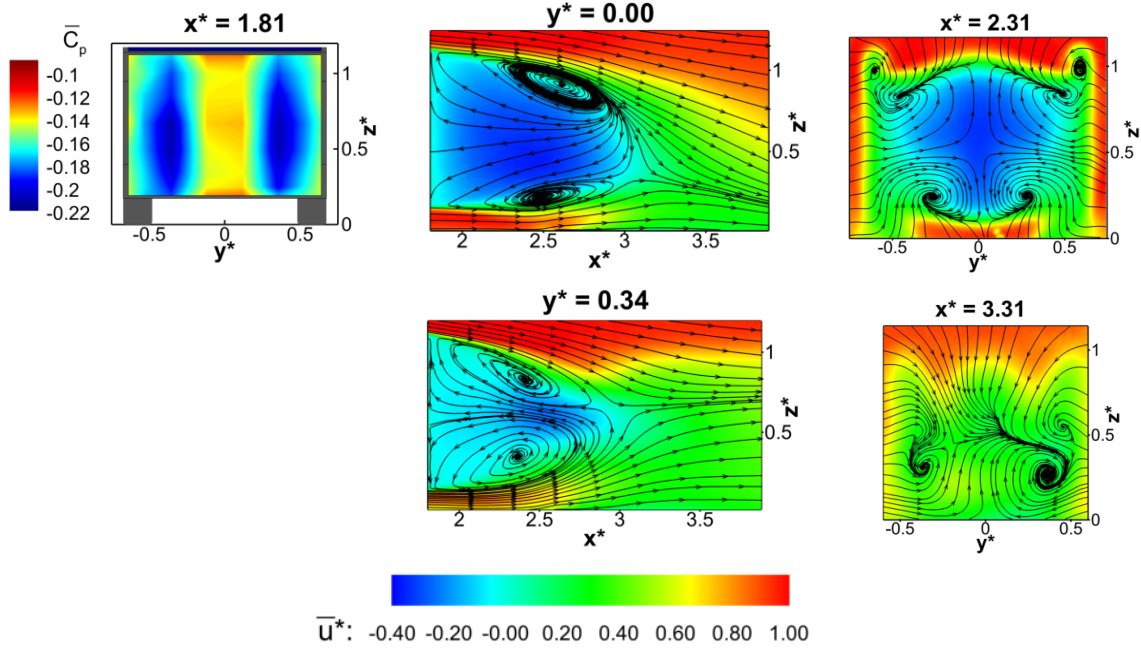 C̅p
-0.1
-0.12
-0.14
-0.16
-0.18
-0.2
-0.22
x* = 1.81
1
0.5
0
z*
-0.5 0 0.5
y*
y* = 0.00
1
0.5
z*
2 2.5 3 3.5
x*
x* = 2.31
1
0.5
0
z*
-0.5 0 0.5
y*
y* = 0.34
1
0.5
z*
2 2.5 3 3.5
x*
x* = 3.31
1
0.5
0
z*
-0.5 0 0.5
y*
u̅*: -0.40 -0.20 -0.00 0.20 0.40 0.60 0.80 1.00